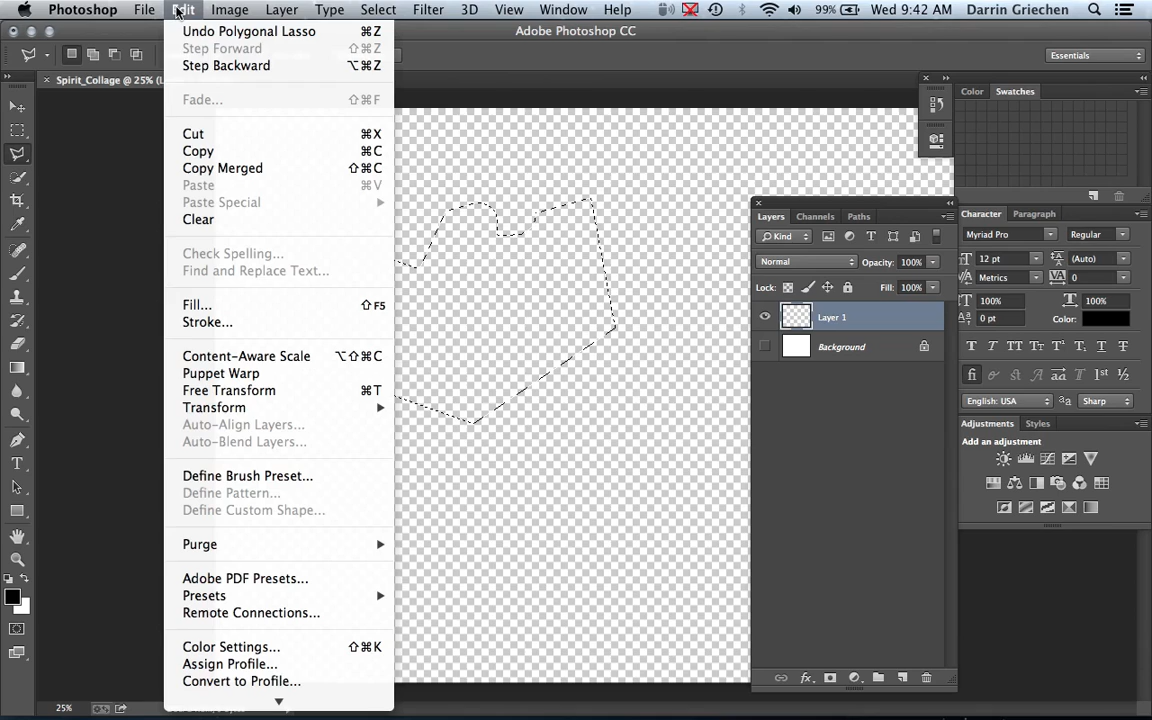 Photoshop File Edit Image Layer Type Select Filter 3D View Window Help 99% Wed 9:42 AM Darrin Griechen
Adobe Photoshop CC
Essentials
Spirit_Collage @ 25% (L
Undo Polygonal Lasso ⌘Z
Step Forward ⇧⌘Z
Step Backward ⌥⌘Z
Fade... ⇧⌘F
Cut ⌘X
Copy ⌘C
Copy Merged ⇧⌘C
Paste ⌘V
Paste Special
Clear
Check Spelling...
Find and Replace Text...
Fill... ⇧F5
Stroke...
Content-Aware Scale ⌥⇧⌘C
Puppet Warp
Free Transform ⌘T
Transform
Auto-Align Layers...
Auto-Blend Layers...
Define Brush Preset...
Define Pattern...
Define Custom Shape...
Purge
Adobe PDF Presets...
Presets
Remote Connections...
Color Settings... ⇧⌘K
Assign Profile...
Convert to Profile...
25%
Color Swatches
Layers Channels Paths
Kind
Normal Opacity: 100%
Lock: Fill: 100%
Layer 1
Background
Character Paragraph
Myriad Pro Regular
12 pt (Auto)
Metrics 0
100% 100%
0 pt Color:
English: USA Sharp
Adjustments Styles
Add an adjustment